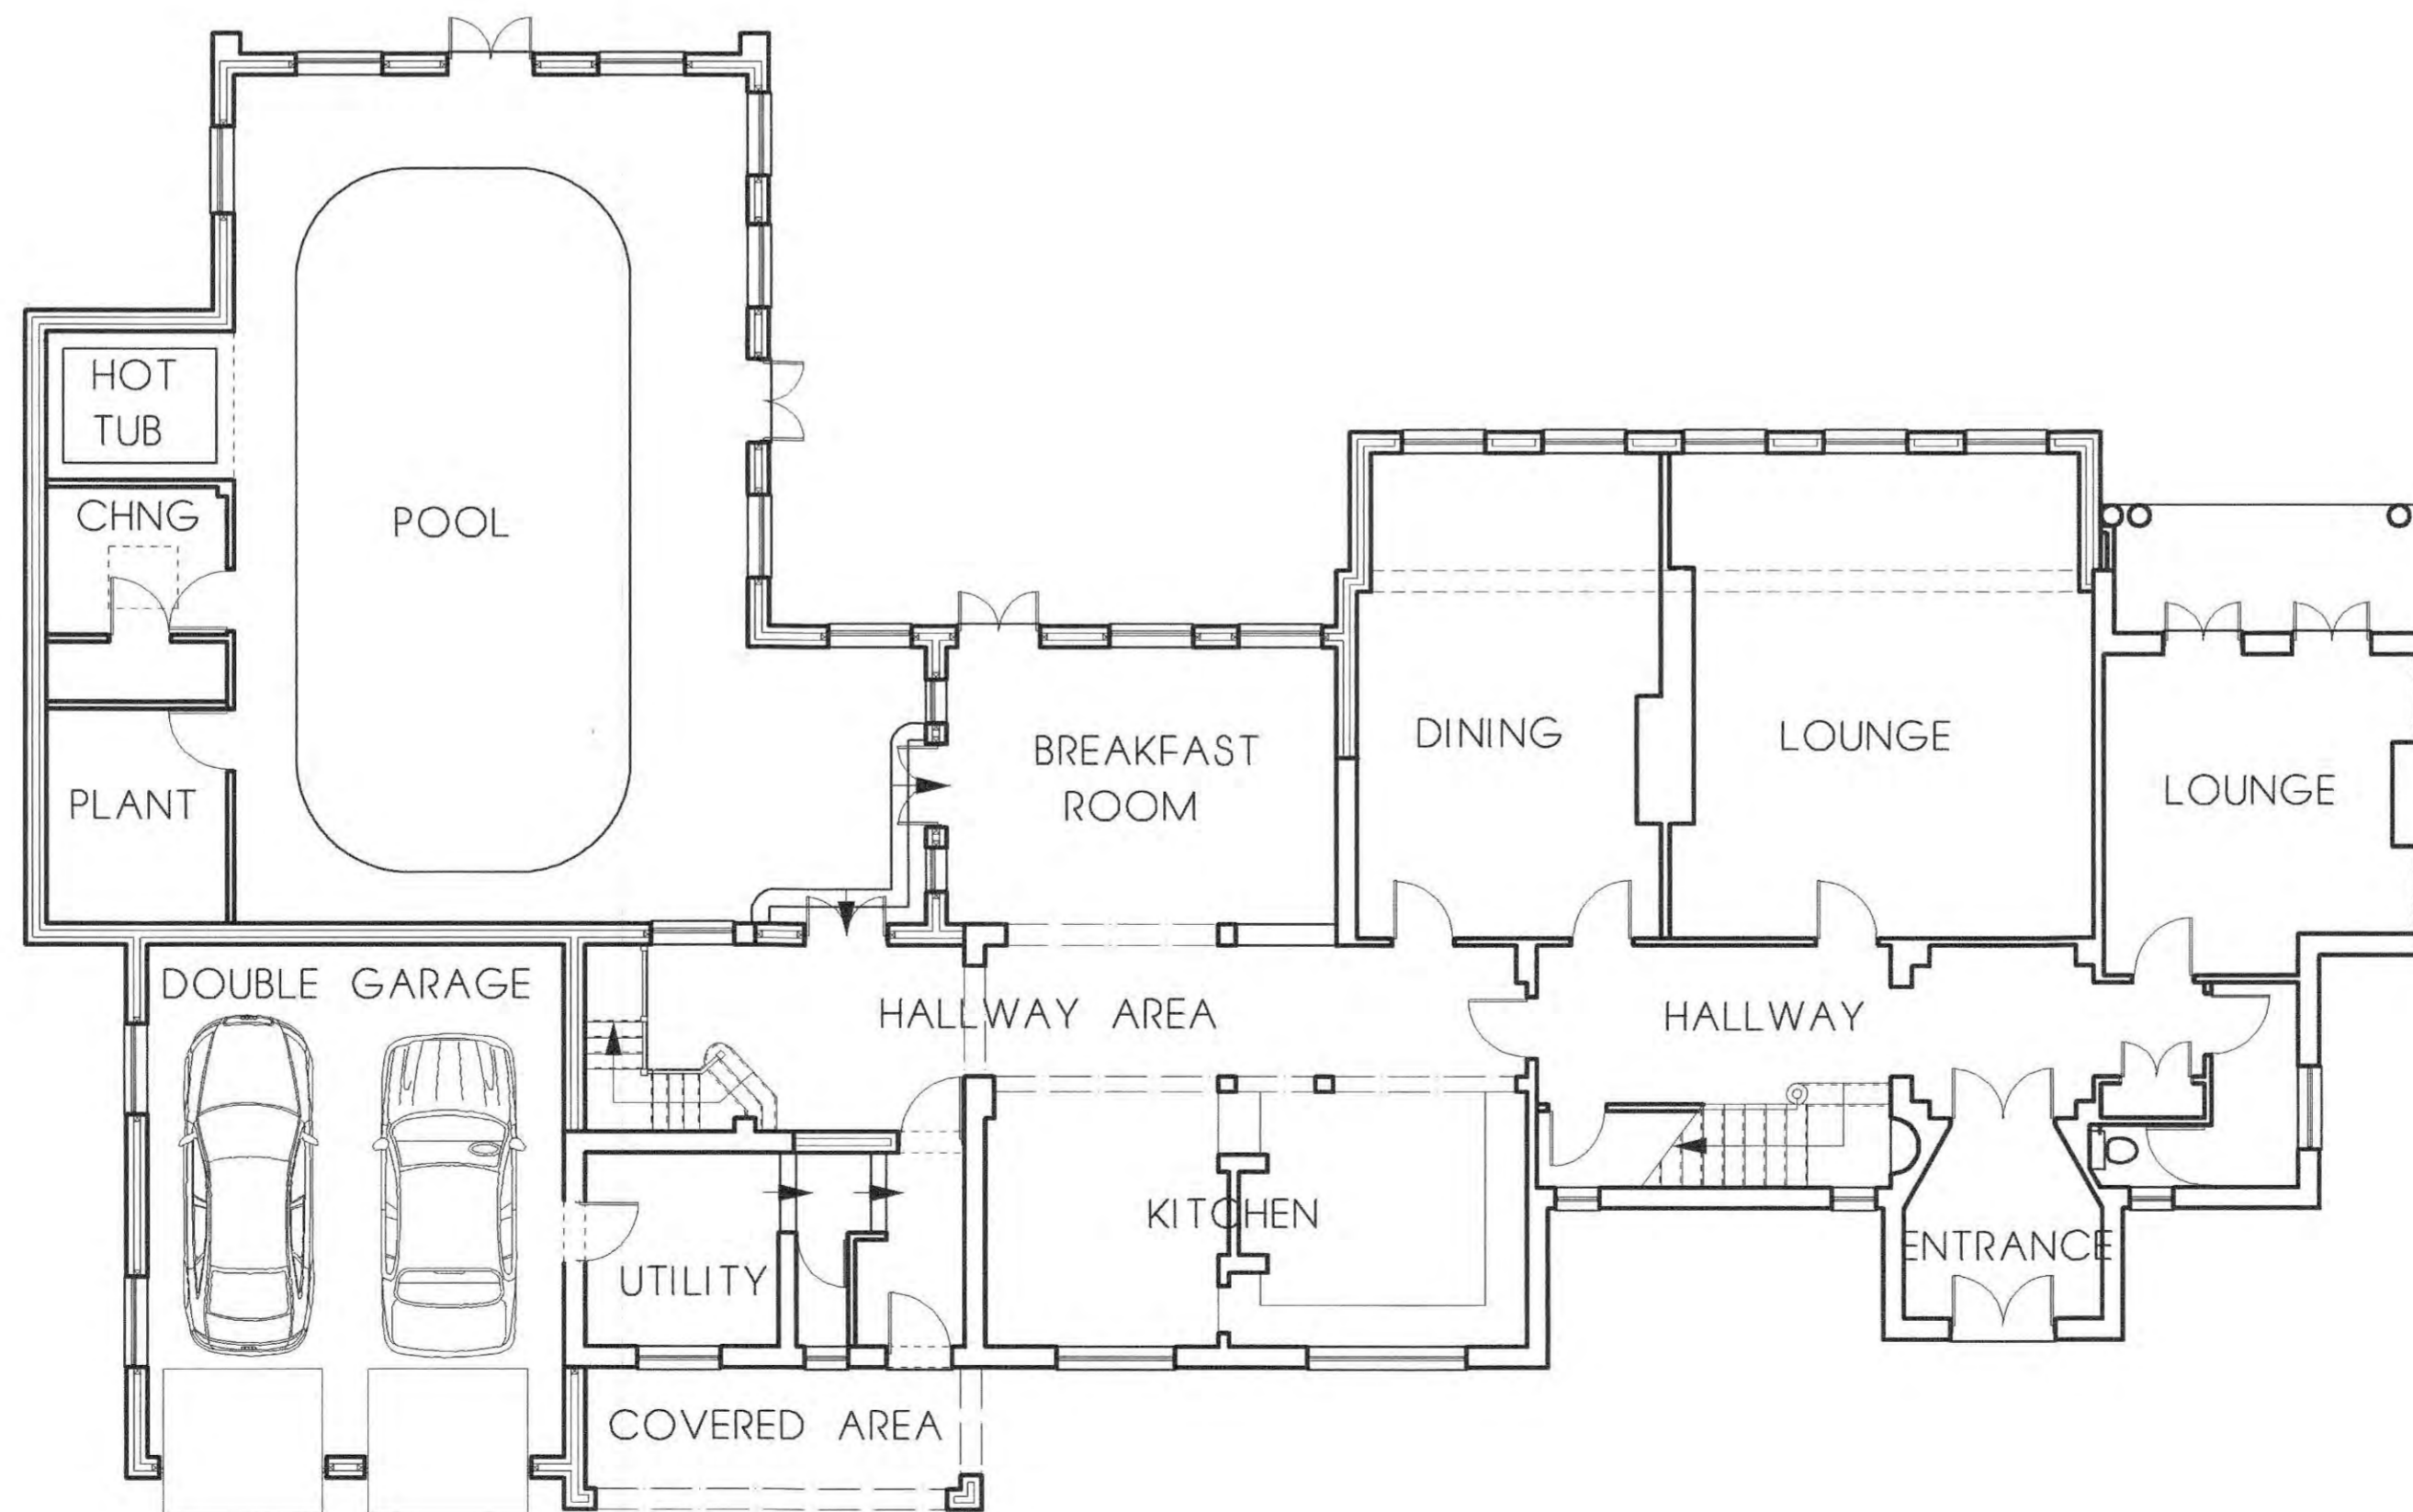 HOT
TUB
CHNG
POOL
PLANT
BREAKFAST
ROOM
DINING
LOUNGE
LOUNGE
DOUBLE GARAGE
HALLWAY AREA
HALLWAY
KITCHEN
ENTRANCE
UTILITY
COVERED AREA